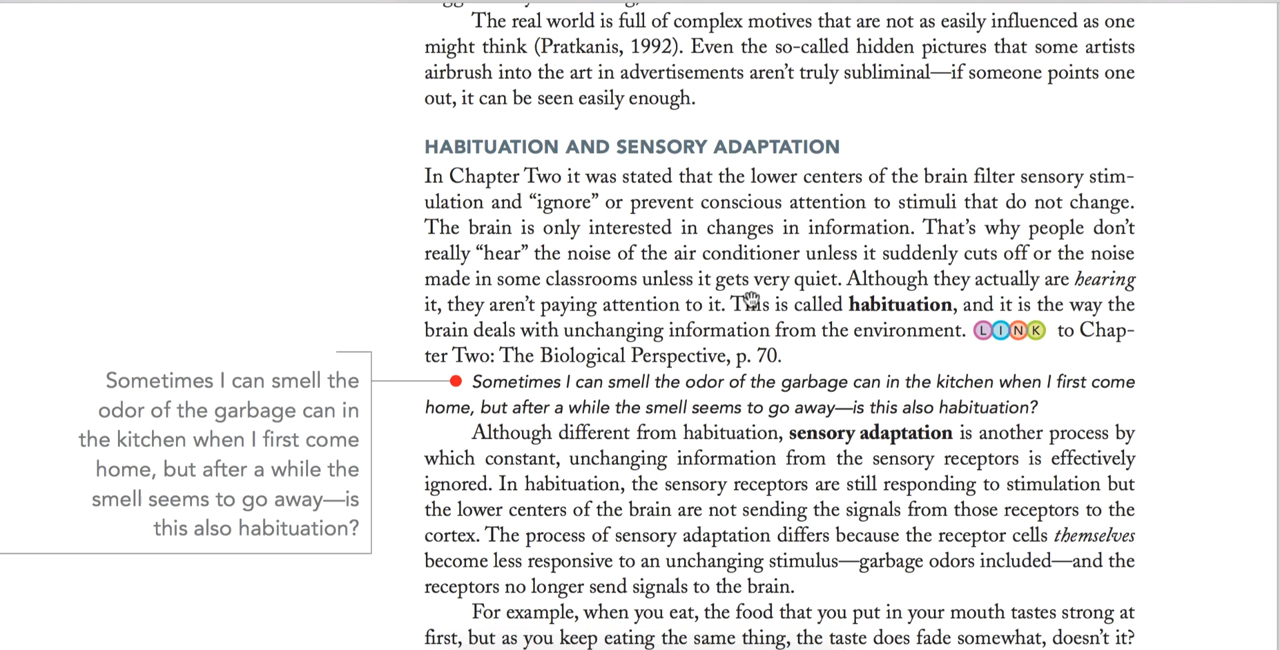 The real world is full of complex motives that are not as easily influenced as one
might think (Pratkanis, 1992). Even the so-called hidden pictures that some artists
airbrush into the art in advertisements aren't truly subliminal—if someone points one
out, it can be seen easily enough.
HABITUATION AND SENSORY ADAPTATION
In Chapter Two it was stated that the lower centers of the brain filter sensory stim-
ulation and “ignore” or prevent conscious attention to stimuli that do not change.
The brain is only interested in changes in information. That's why people don't
really “hear” the noise of the air conditioner unless it suddenly cuts off or the noise
made in some classrooms unless it gets very quiet. Although they actually are hearing
it, they aren't paying attention to it. This is called habituation, and it is the way the
brain deals with unchanging information from the environment. LINK to Chap-
ter Two: The Biological Perspective, p. 70.
Sometimes I can smell the
odor of the garbage can in
the kitchen when I first come
home, but after a while the
smell seems to go away—is
this also habituation?
Sometimes I can smell the odor of the garbage can in the kitchen when I first come
home, but after a while the smell seems to go away—is this also habituation?
Although different from habituation, sensory adaptation is another process by
which constant, unchanging information from the sensory receptors is effectively
ignored. In habituation, the sensory receptors are still responding to stimulation but
the lower centers of the brain are not sending the signals from those receptors to the
cortex. The process of sensory adaptation differs because the receptor cells themselves
become less responsive to an unchanging stimulus—garbage odors included—and the
receptors no longer send signals to the brain.
For example, when you eat, the food that you put in your mouth tastes strong at
first, but as you keep eating the same thing, the taste does fade somewhat, doesn't it?